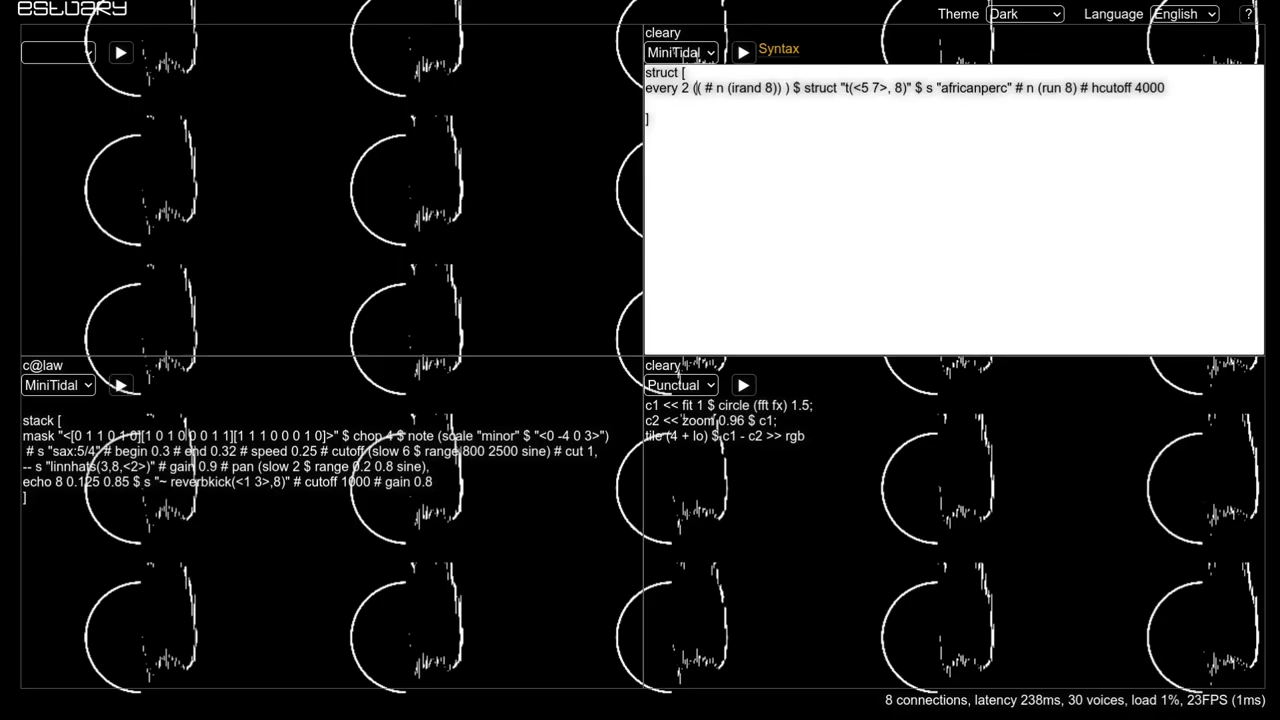 estuary
Theme Dark Language English ?
cleary
MiniTidal Syntax
struct [
every 2 (( # n (irand 8)) ) $ struct "t(<5 7>, 8)" $ s "africanperc" # n (run 8) # hcutoff 4000
]
c@law
MiniTidal
stack [
mask "<[0 1 1 0 1 0][1 0 1 0 0 0 1 1][1 1 1 0 0 0 1 0]>" $ chop 4 $ note (scale "minor" $ "<0 -4 0 3>")
# s "sax:5/4" # begin 0.3 # end 0.32 # speed 0.25 # cutoff (slow 6 $ range 800 2500 sine) # cut 1,
-- s "linnhats(3,8,<2>)" # gain 0.9 # pan (slow 2 $ range 0.2 0.8 sine),
echo 8 0.125 0.85 $ s "~ reverbkick(<1 3>,8)" # cutoff 1000 # gain 0.8
]
cleary
Punctual
c1 << fit 1 $ circle (fft fx) 1.5;
c2 << zoom 0.96 $ c1;
tile (4 + lo) $ c1 - c2 >> rgb
8 connections, latency 238ms, 30 voices, load 1%, 23FPS (1ms)